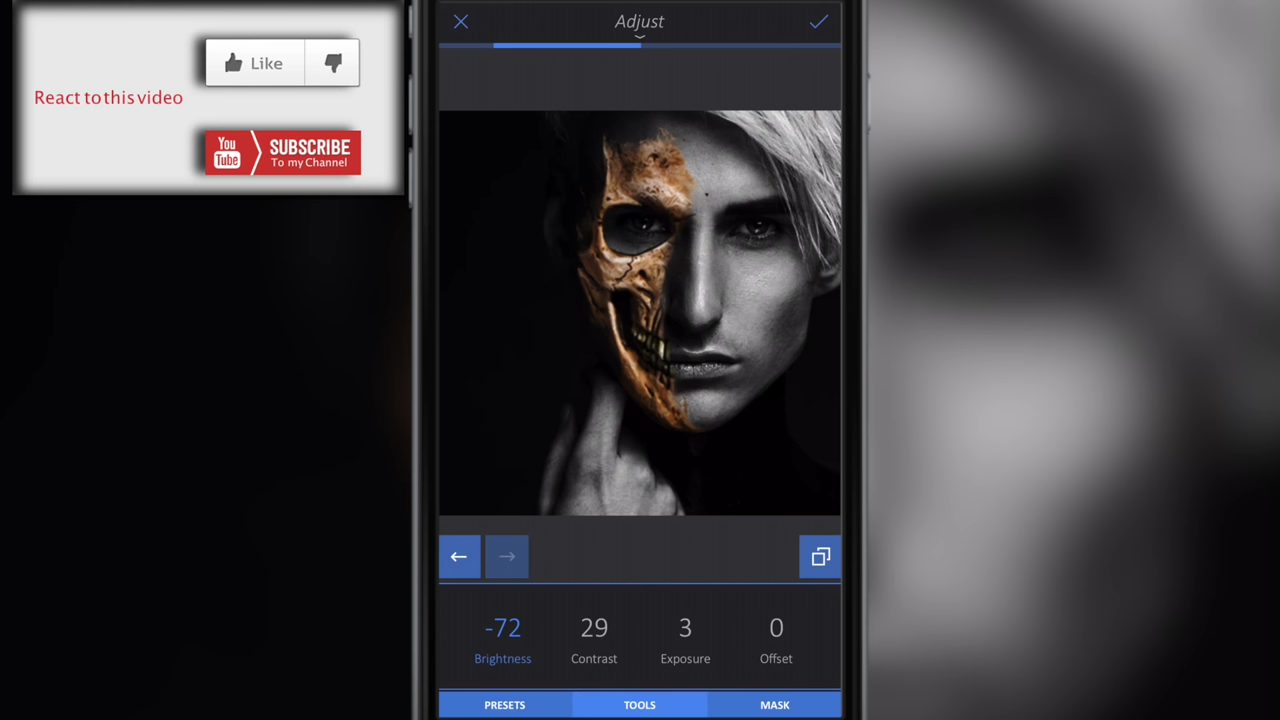 Like
React to this video
You
Tube
SUBSCRIBE
To my Channel
Adjust
-72
29
3
0
Brightness
Contrast
Exposure
Offset
PRESETS
TOOLS
MASK